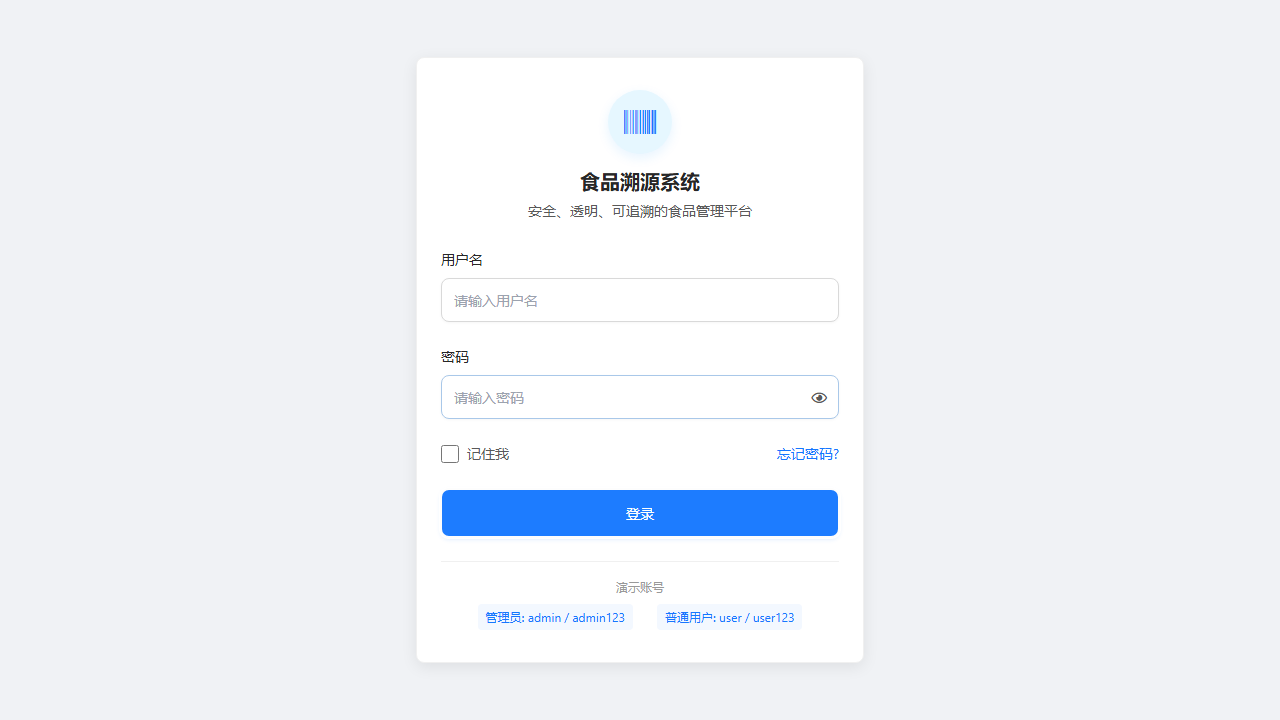 食品溯源系统
安全、透明、可追溯的食品管理平台
用户名
请输入用户名
密码
请输入密码
记住我 忘记密码?
登录
演示账号
管理员: admin / admin123 普通用户: user / user123